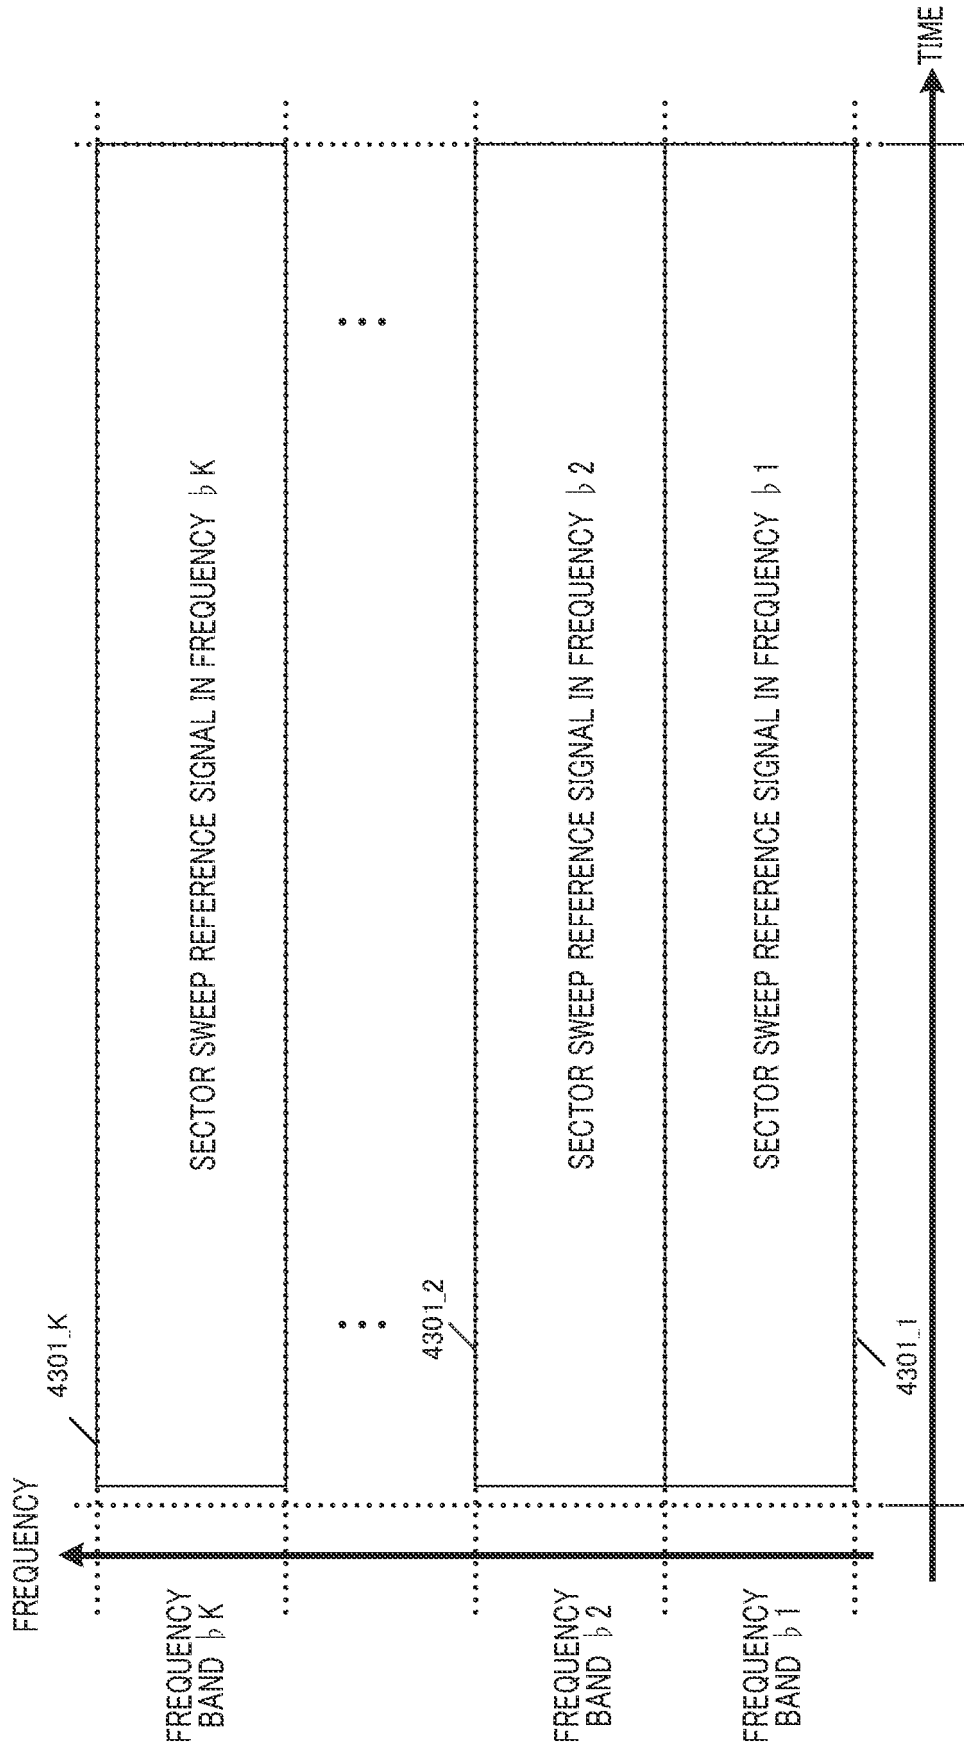 FREQUENCY
4301_K
FREQUENCY
BAND ♭K
SECTOR SWEEP REFERENCE SIGNAL IN FREQUENCY ♭K
4301_2
FREQUENCY
BAND ♭2
SECTOR SWEEP REFERENCE SIGNAL IN FREQUENCY ♭2
FREQUENCY
BAND ♭1
SECTOR SWEEP REFERENCE SIGNAL IN FREQUENCY ♭1
4301_1
TIME